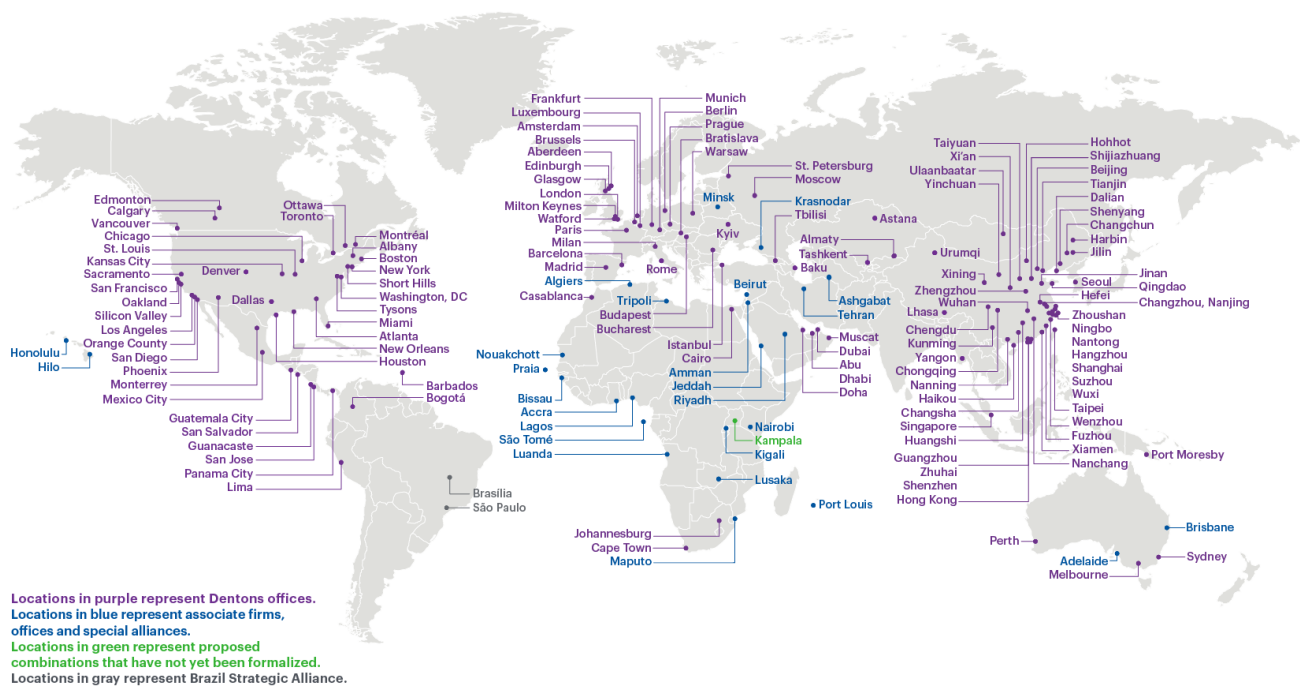 Edmonton
Calgary
Vancouver
Chicago
St. Louis
Kansas City
Sacramento
San Francisco
Oakland
Silicon Valley
Los Angeles
Orange County
San Diego
Phoenix
Monterrey
Mexico City
Denver
Dallas
Ottawa
Toronto
Montréal
Albany
Boston
New York
Short Hills
Washington, DC
Tysons
Miami
Atlanta
New Orleans
Houston
Honolulu
Hilo
Barbados
Bogotá
Guatemala City
San Salvador
Guanacaste
San Jose
Panama City
Lima
Brasília
São Paulo
Frankfurt
Luxembourg
Amsterdam
Brussels
Aberdeen
Edinburgh
Glasgow
London
Milton Keynes
Watford
Paris
Milan
Barcelona
Madrid
Algiers
Casablanca
Munich
Berlin
Prague
Bratislava
Warsaw
St. Petersburg
Moscow
Minsk
Krasnodar
Tbilisi
Kyiv
Rome
Tripoli
Budapest
Bucharest
Istanbul
Cairo
Amman
Jeddah
Riyadh
Beirut
Baku
Almaty
Tashkent
Astana
Ashgabat
Tehran
Muscat
Dubai
Abu
Dhabi
Doha
Nouakchott
Praia
Bissau
Accra
Lagos
São Tomé
Luanda
Nairobi
Kampala
Kigali
Lusaka
Port Louis
Johannesburg
Cape Town
Maputo
Taiyuan
Xi'an
Ulaanbaatar
Yinchuan
Urumqi
Xining
Zhengzhou
Wuhan
Lhasa
Chengdu
Kunming
Yangon
Chongqing
Nanning
Haikou
Changsha
Singapore
Huangshi
Guangzhou
Zhuhai
Shenzhen
Hong Kong
Hohhot
Shijiazhuang
Beijing
Tianjin
Dalian
Shenyang
Changchun
Harbin
Jilin
Jinan
Seoul
Qingdao
Hefei
Changzhou, Nanjing
Zhoushan
Ningbo
Nantong
Hangzhou
Shanghai
Suzhou
Wuxi
Taipei
Wenzhou
Fuzhou
Xiamen
Nanchang
Port Moresby
Perth
Brisbane
Adelaide
Sydney
Melbourne
Locations in purple represent Dentons offices.
Locations in blue represent associate firms,
offices and special alliances.
Locations in green represent proposed
combinations that have not yet been formalized.
Locations in gray represent Brazil Strategic Alliance.